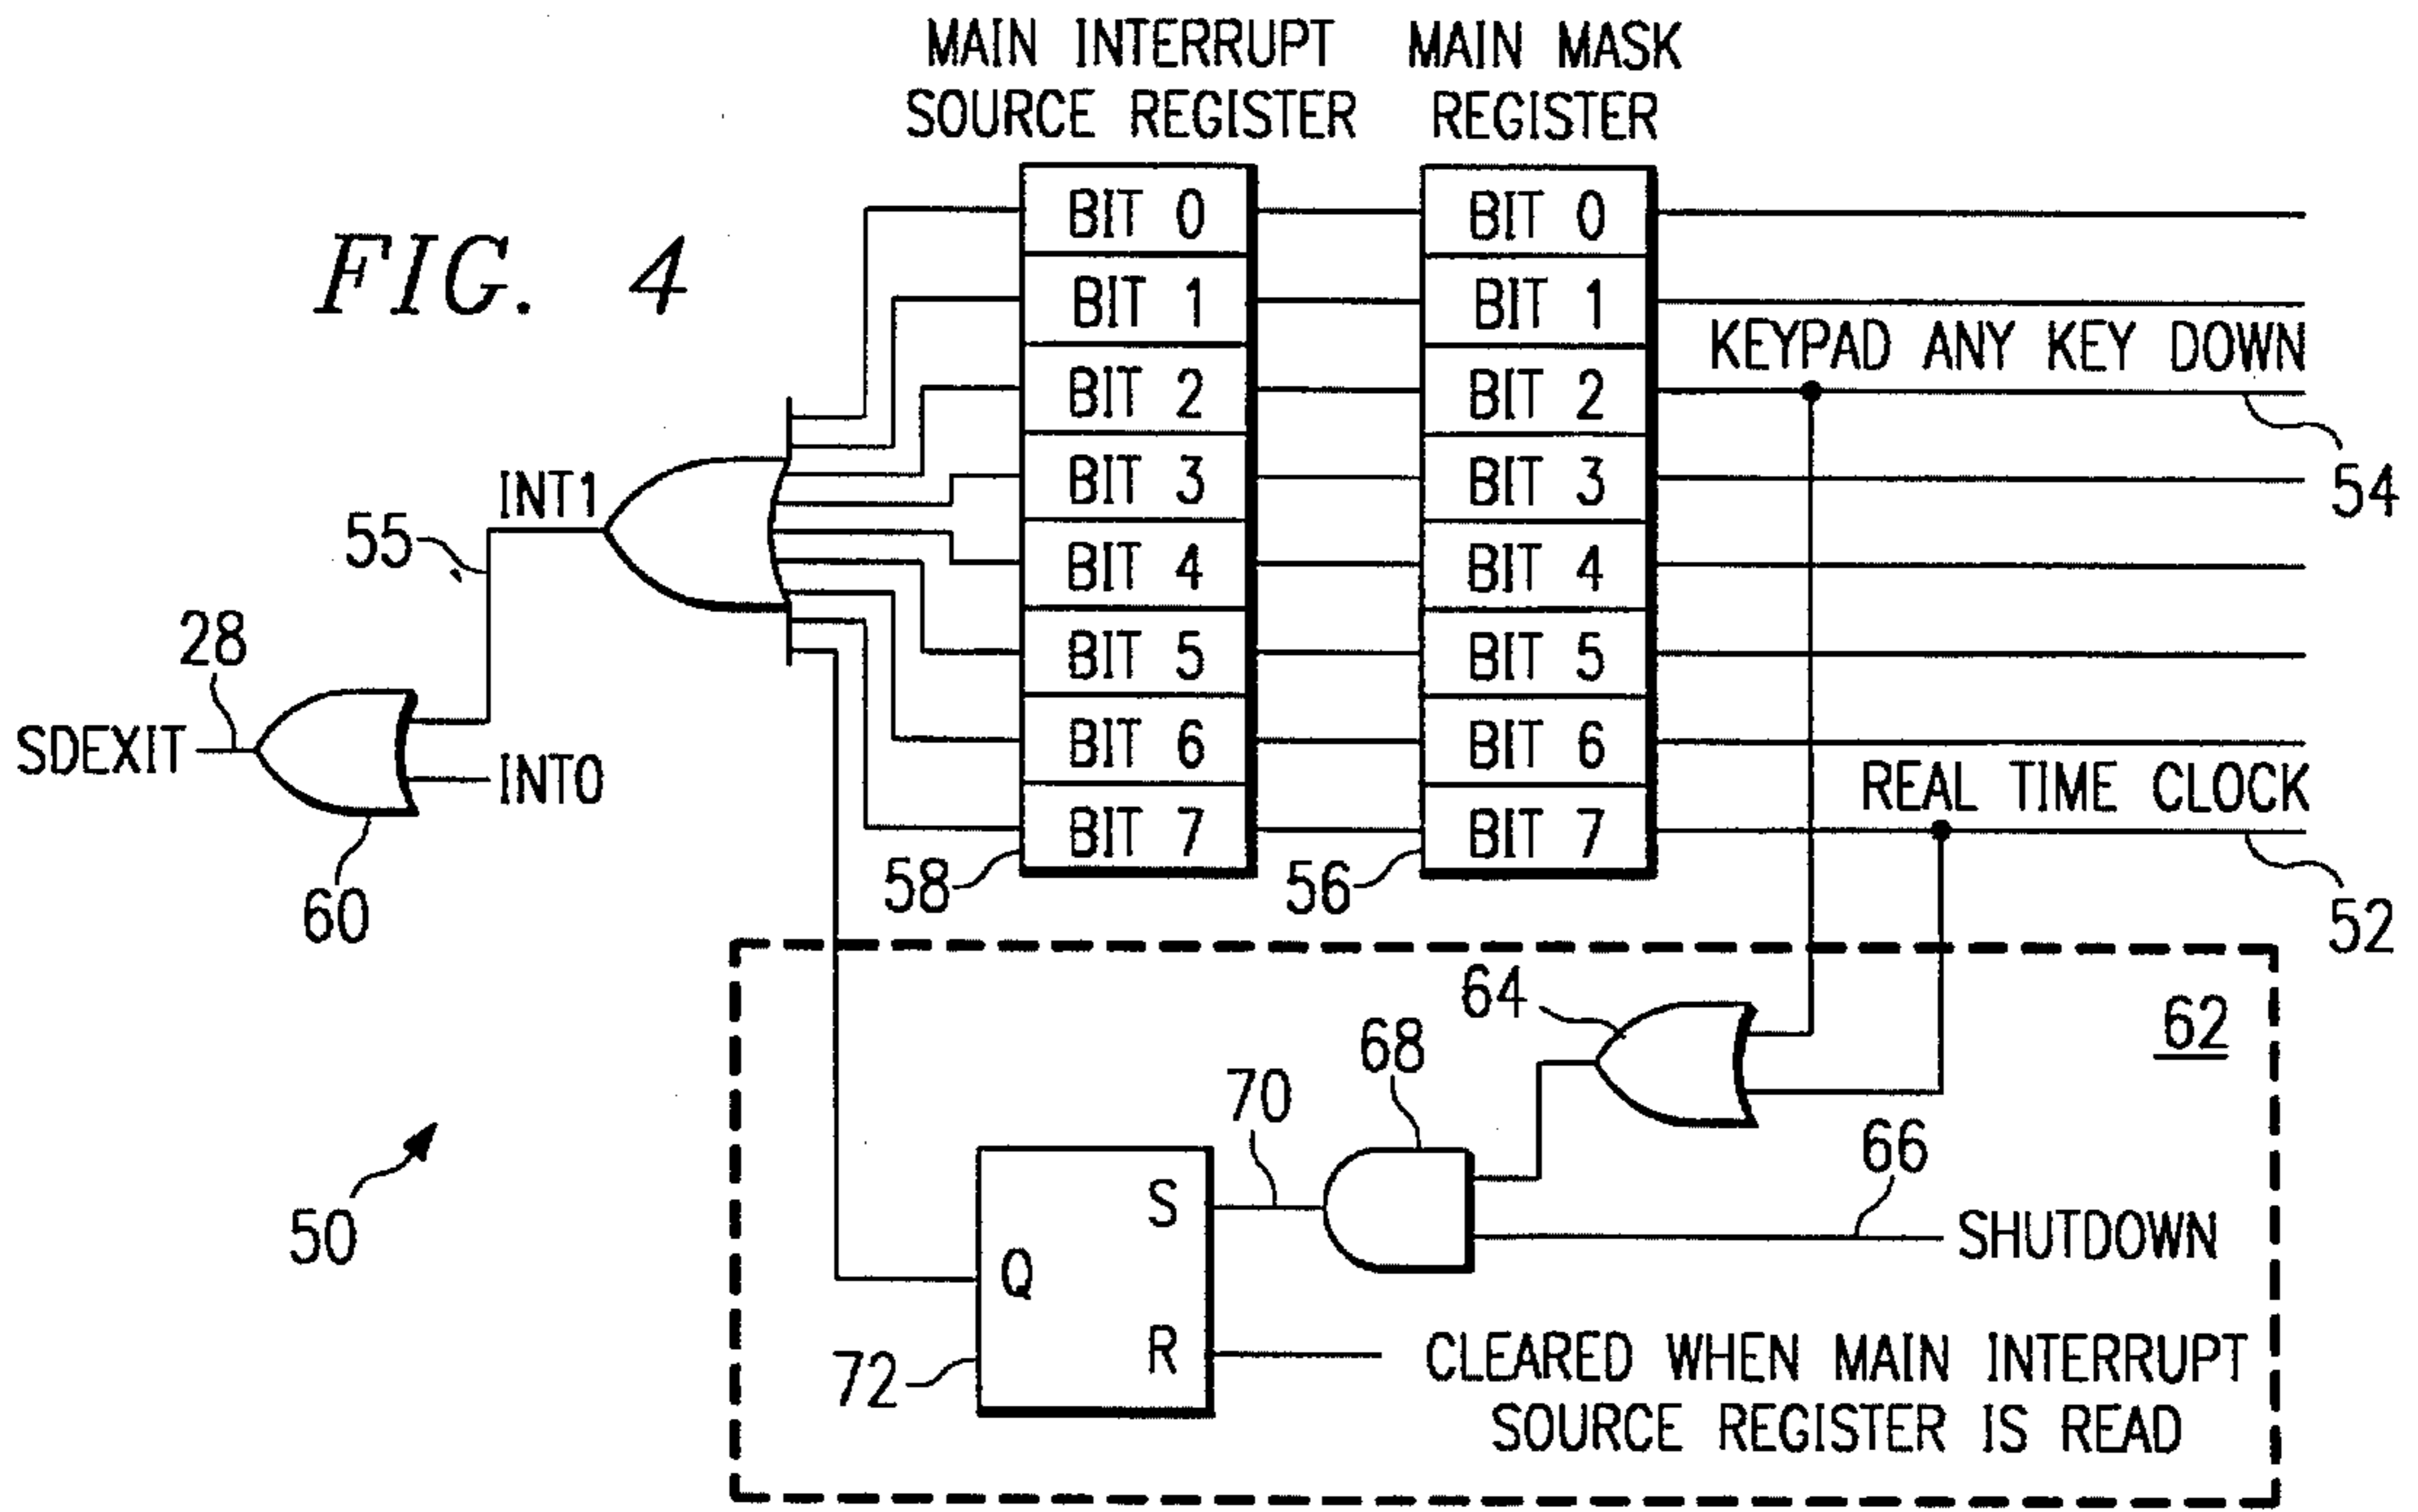 MAIN INTERRUPT
SOURCE REGISTER
MAIN MASK
REGISTER
FIG. 4
BIT 0
BIT 1
BIT 2
BIT 3
BIT 4
BIT 5
BIT 6
BIT 7
58
BIT 0
BIT 1
BIT 2
BIT 3
BIT 4
BIT 5
BIT 6
BIT 7
56
KEYPAD ANY KEY DOWN
54
REAL TIME CLOCK
52
INT1
55
28
SDEXIT
INT0
60
62
64
68
70
66
SHUTDOWN
S
Q
R
72
CLEARED WHEN MAIN INTERRUPT
SOURCE REGISTER IS READ
50